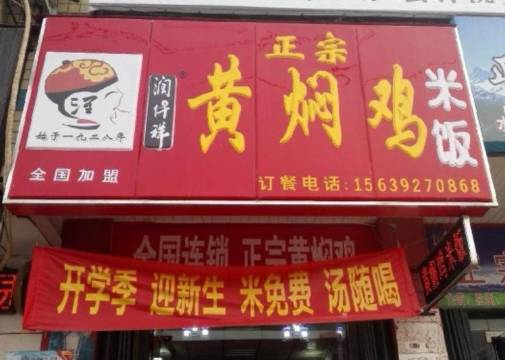 正宗
润仔祥
黄焖鸡米饭
始于一九二八年
全国加盟
订餐电话:15639270868
全国连锁 正宗黄焖鸡
开学季 迎新生 米免费 汤随喝